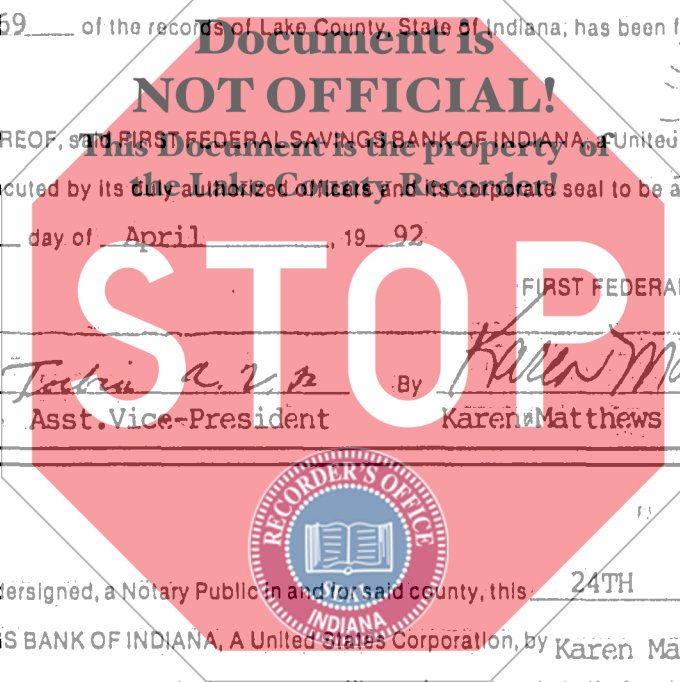 69 of the records of Lake County, State of Indiana, has been f
Document is
NOT OFFICIAL!
REOF, said FIRST FEDERAL SAVINGS BANK OF INDIANA, a United
This Document is the property of
cuted by its duly authorized officers and its corporate seal to be a
the Lake County Recorder!
day of April, 19 92
STOP
FIRST FEDERA
By Karen Ma
Asst.Vice-President Karen Matthews
RECORDER'S OFFICE
dersigned, a Notary Public in and for said county, this 24TH
INDIANA
GS BANK OF INDIANA, A United States Corporation, by Karen Ma